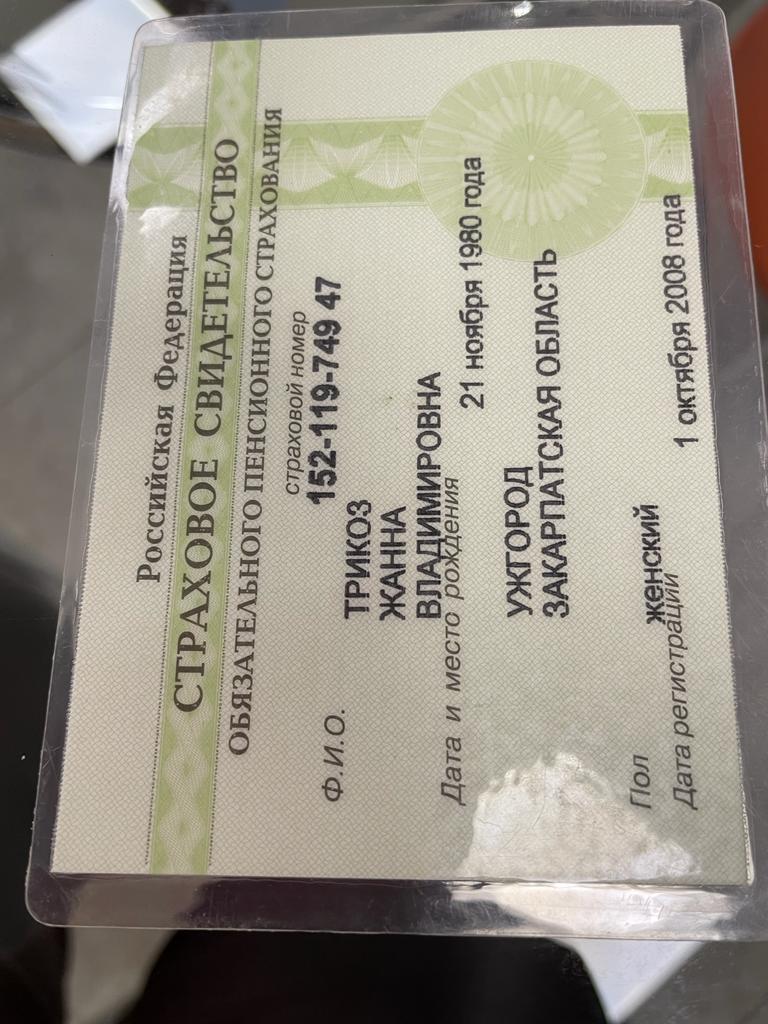 Российская Федерация
СТРАХОВОЕ СВИДЕТЕЛЬСТВО
ОБЯЗАТЕЛЬНОГО ПЕНСИОННОГО СТРАХОВАНИЯ
страховой номер
152-119-749 47
Ф.И.О.
ТРИКОЗ
ЖАННА
ВЛАДИМИРОВНА
Дата и место рождения
21 ноября 1980 года
УЖГОРОД
ЗАКАРПАТСКАЯ ОБЛАСТЬ
Пол женский
Дата регистрации 1 октября 2008 года